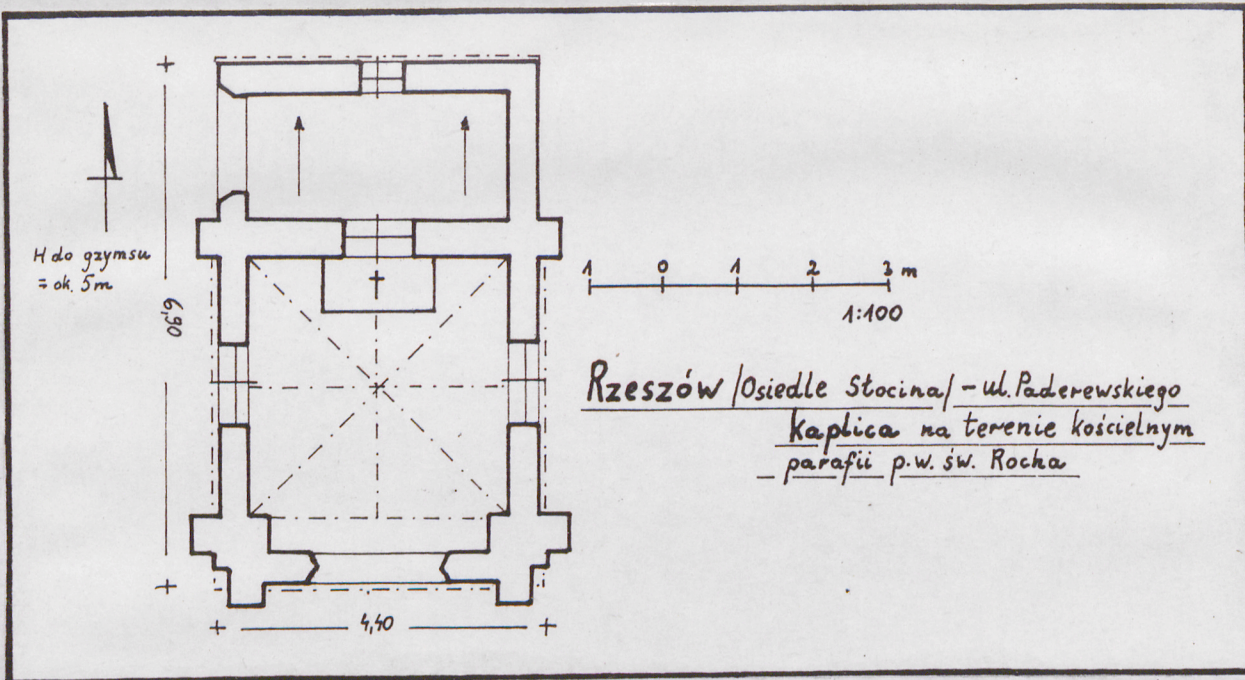 H do gzymsu
= ok. 5m
6,90
4,40
1 0 1 2 3 m
1:100
Rzeszów /Osiedle Słocina/ - ul. Paderewskiego
kaplica na terenie kościelnym
parafii p.w. św. Rocha